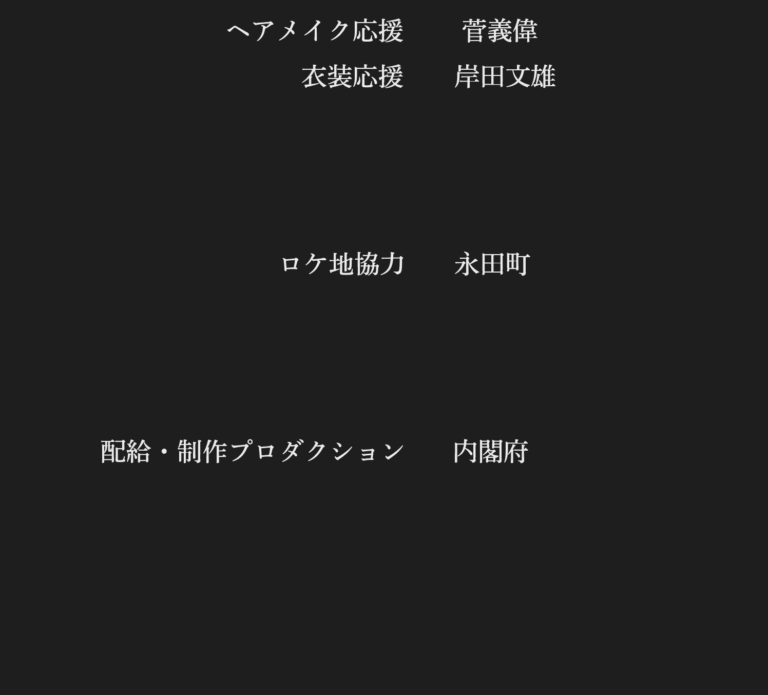 ヘアメイク応援　　菅義偉
衣装応援　　岸田文雄
ロケ地協力　　永田町
配給・制作プロダクション　　内閣府